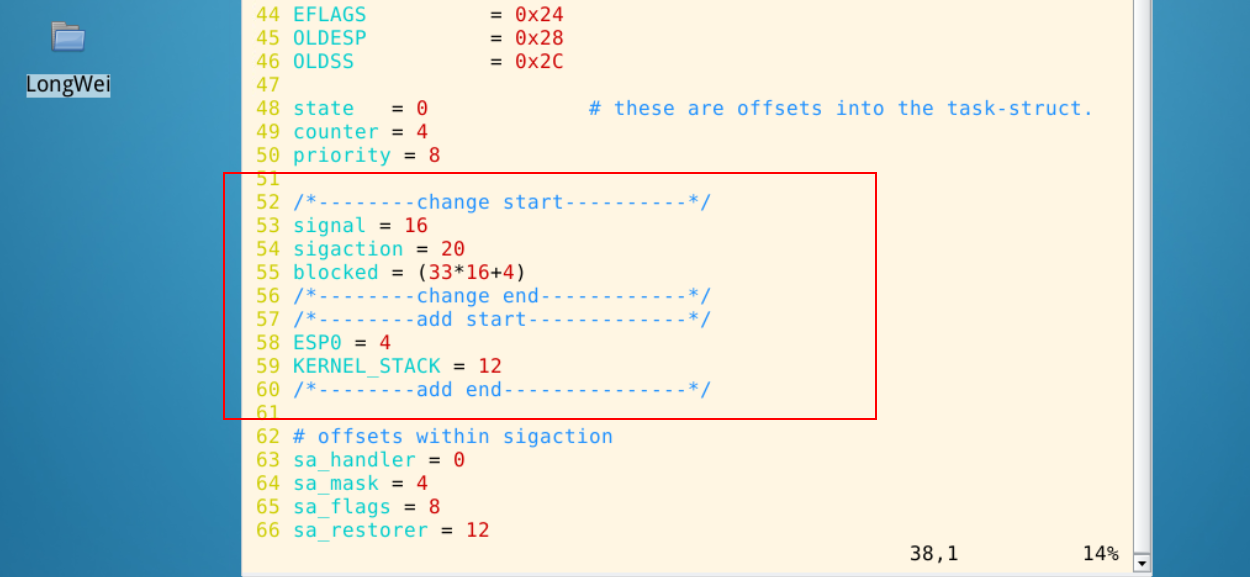 LongWei
44 EFLAGS = 0x24
45 OLDESP = 0x28
46 OLDSS = 0x2C
47
48 state = 0 # these are offsets into the task-struct.
49 counter = 4
50 priority = 8
51
52 /*--------change start----------*/
53 signal = 16
54 sigaction = 20
55 blocked = (33*16+4)
56 /*--------change end------------*/
57 /*--------add start-------------*/
58 ESP0 = 4
59 KERNEL_STACK = 12
60 /*--------add end---------------*/
61
62 # offsets within sigaction
63 sa_handler = 0
64 sa_mask = 4
65 sa_flags = 8
66 sa_restorer = 12
38,1 14%